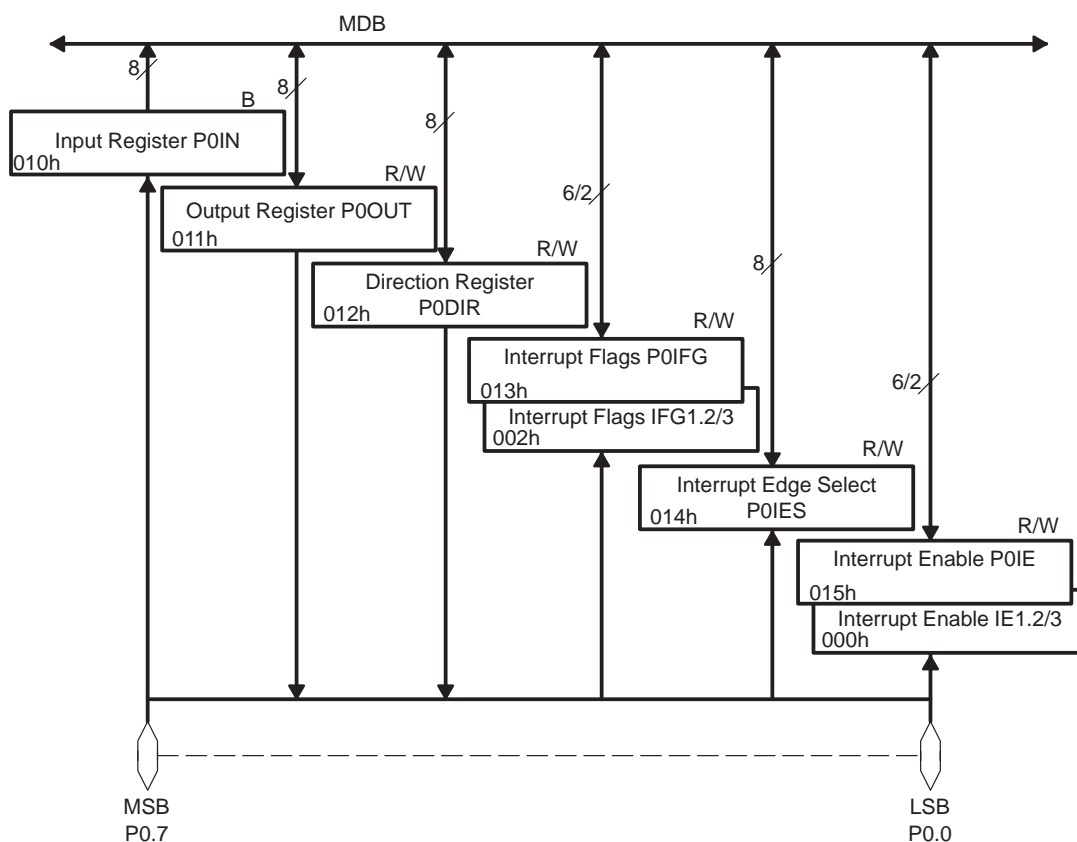 MDB
8
8
8
6/2
8
6/2
B
Input Register P0IN
010h
R/W
Output Register P0OUT
011h
R/W
Direction Register
P0DIR
012h
R/W
Interrupt Flags P0IFG
013h
Interrupt Flags IFG1.2/3
002h
R/W
Interrupt Edge Select
P0IES
014h
R/W
Interrupt Enable P0IE
015h
Interrupt Enable IE1.2/3
000h
MSB
P0.7
LSB
P0.0